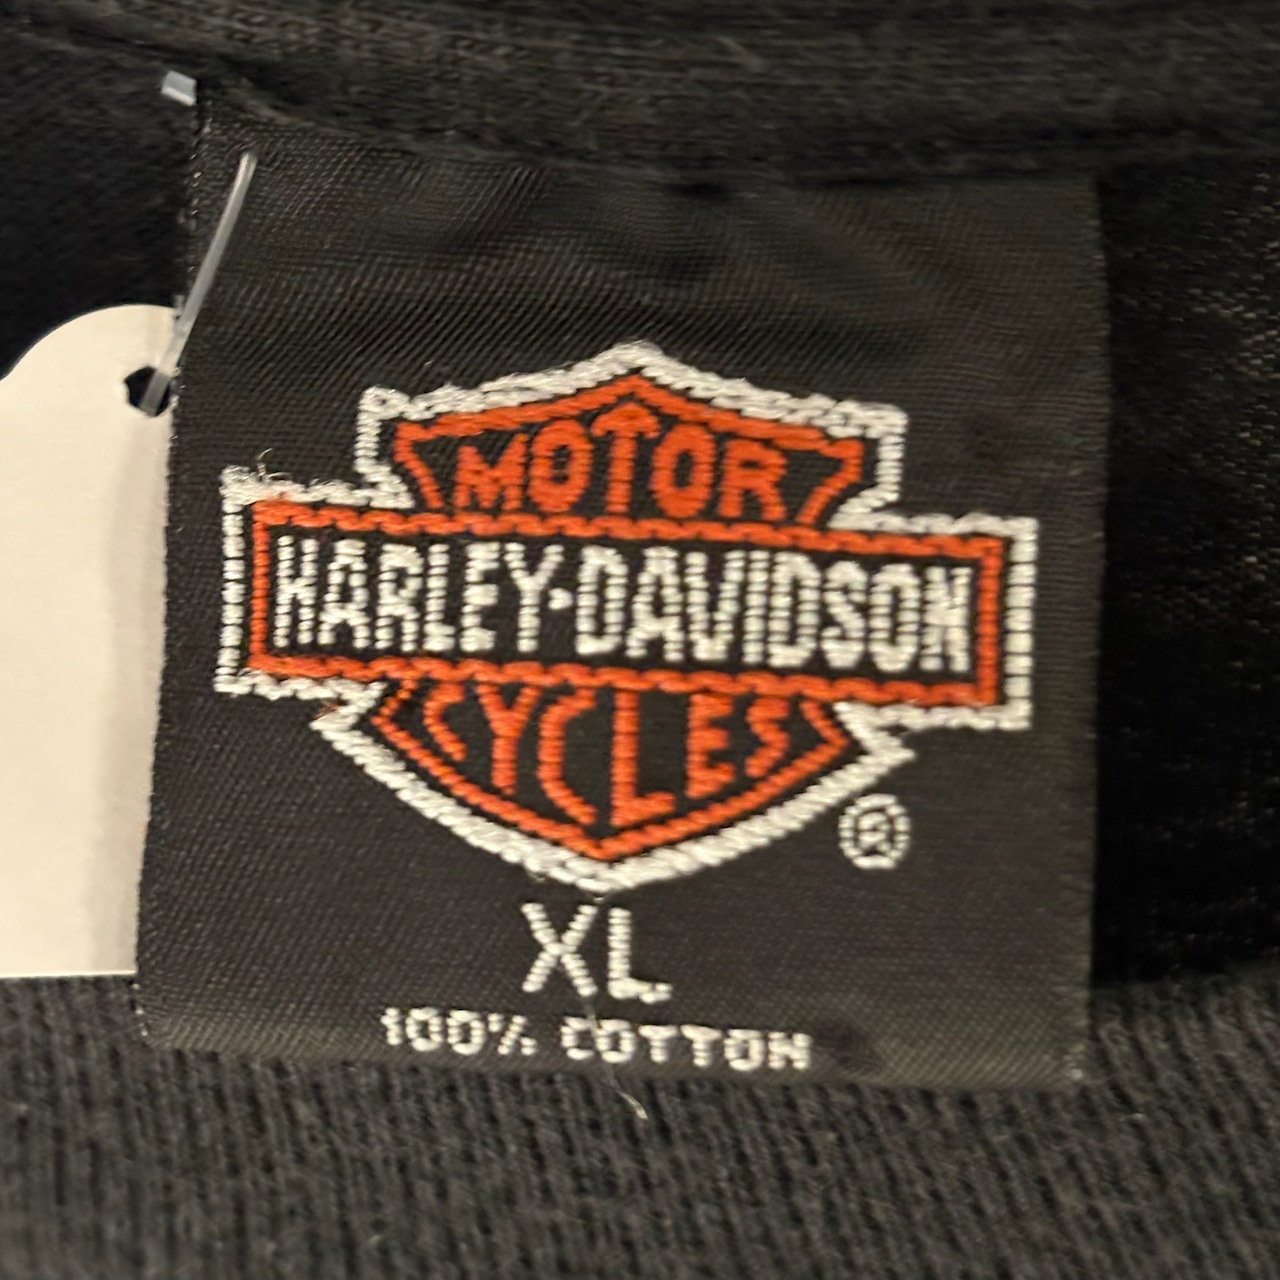 MOTOR
HARLEY-DAVIDSON
CYCLES
®
XL
100% COTTON